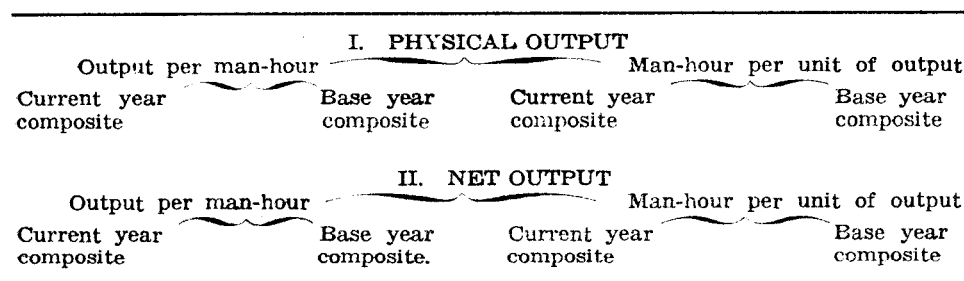 I. PHYSICAL OUTPUT
Output per man-hour Man-hour per unit of output
Current year Base year Current year Base year
composite composite composite composite
II. NET OUTPUT
Output per man-hour Man-hour per unit of output
Current year Base year Current year Base year
composite composite. composite composite